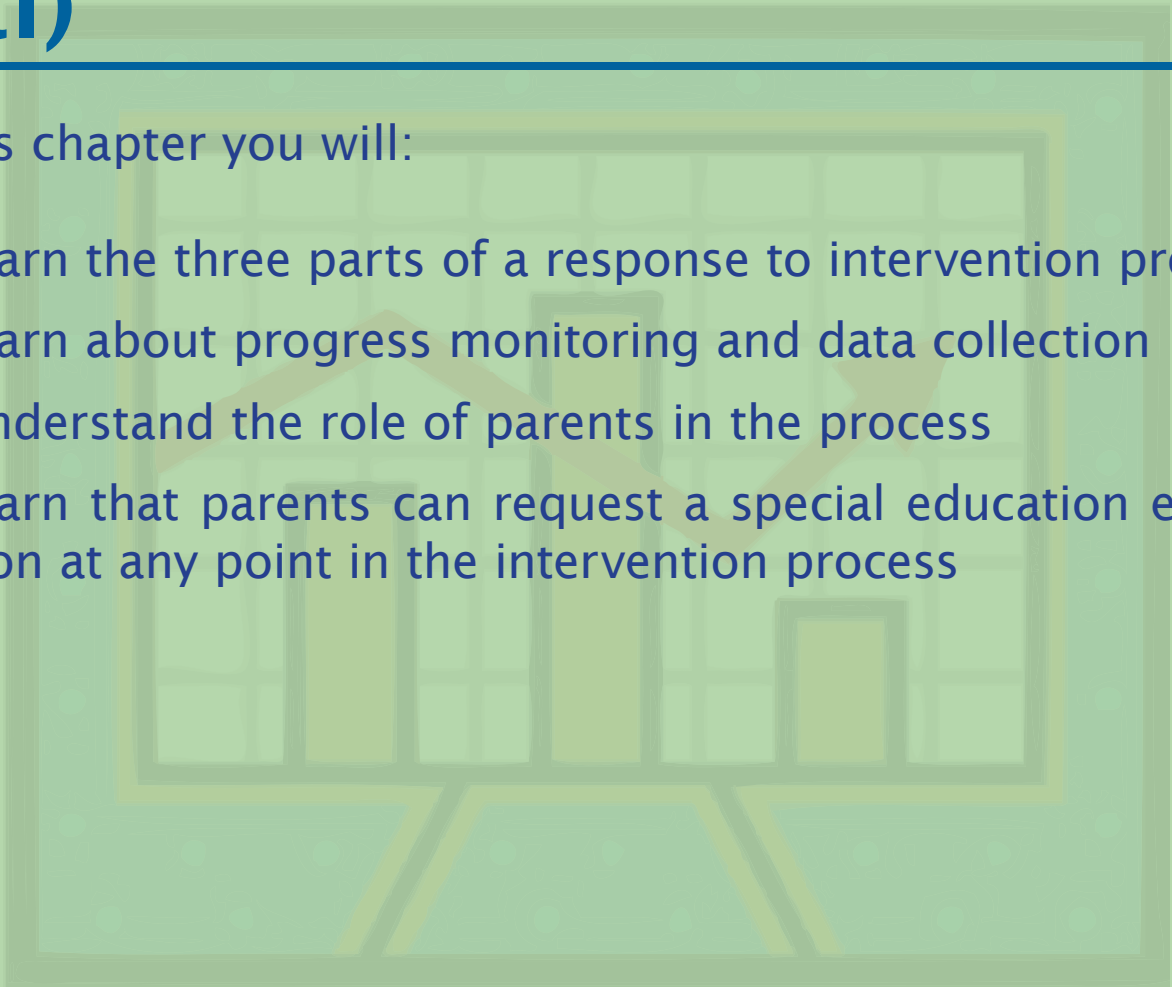 s chapter you will:
arn the three parts of a response to intervention pr
arn about progress monitoring and data collection
nderstand the role of parents in the process
arn that parents can request a special education e
on at any point in the intervention process